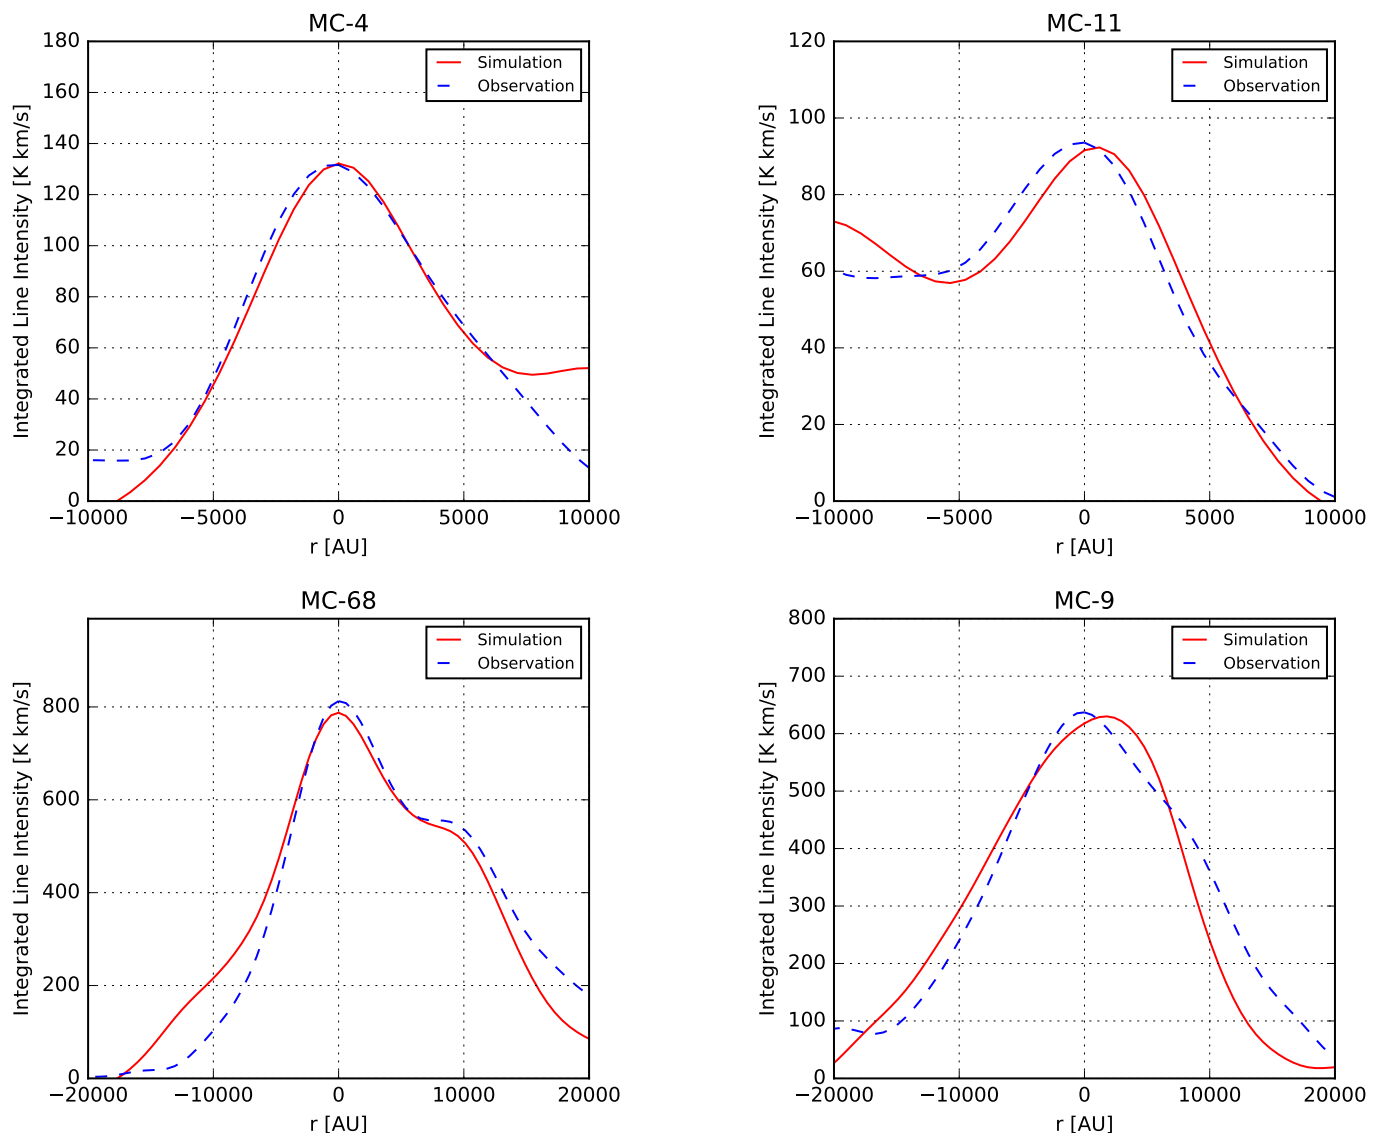 MC-4
180
160
140
120
100
80
60
40
20
0
Integrated Line Intensity [K km/s]
Simulation
Observation
−10000 −5000 0 5000 10000
r [AU]
MC-11
120
100
80
60
40
20
0
Integrated Line Intensity [K km/s]
Simulation
Observation
−10000 −5000 0 5000 10000
r [AU]
MC-68
800
600
400
200
0
Integrated Line Intensity [K km/s]
Simulation
Observation
−20000 −10000 0 10000 20000
r [AU]
MC-9
800
700
600
500
400
300
200
100
0
Integrated Line Intensity [K km/s]
Simulation
Observation
−20000 −10000 0 10000 20000
r [AU]